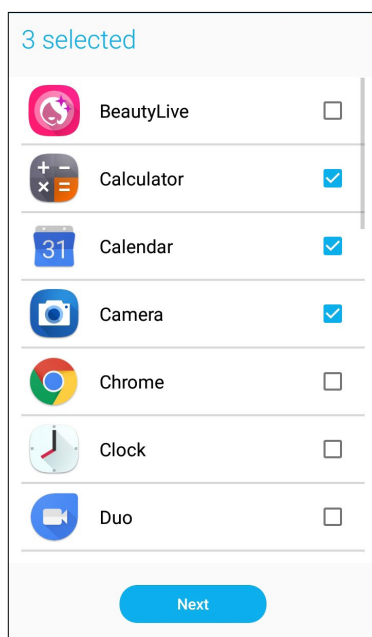 3 selected
BeautyLive
Calculator
31
Calendar
Camera
Chrome
Clock
Duo
Next